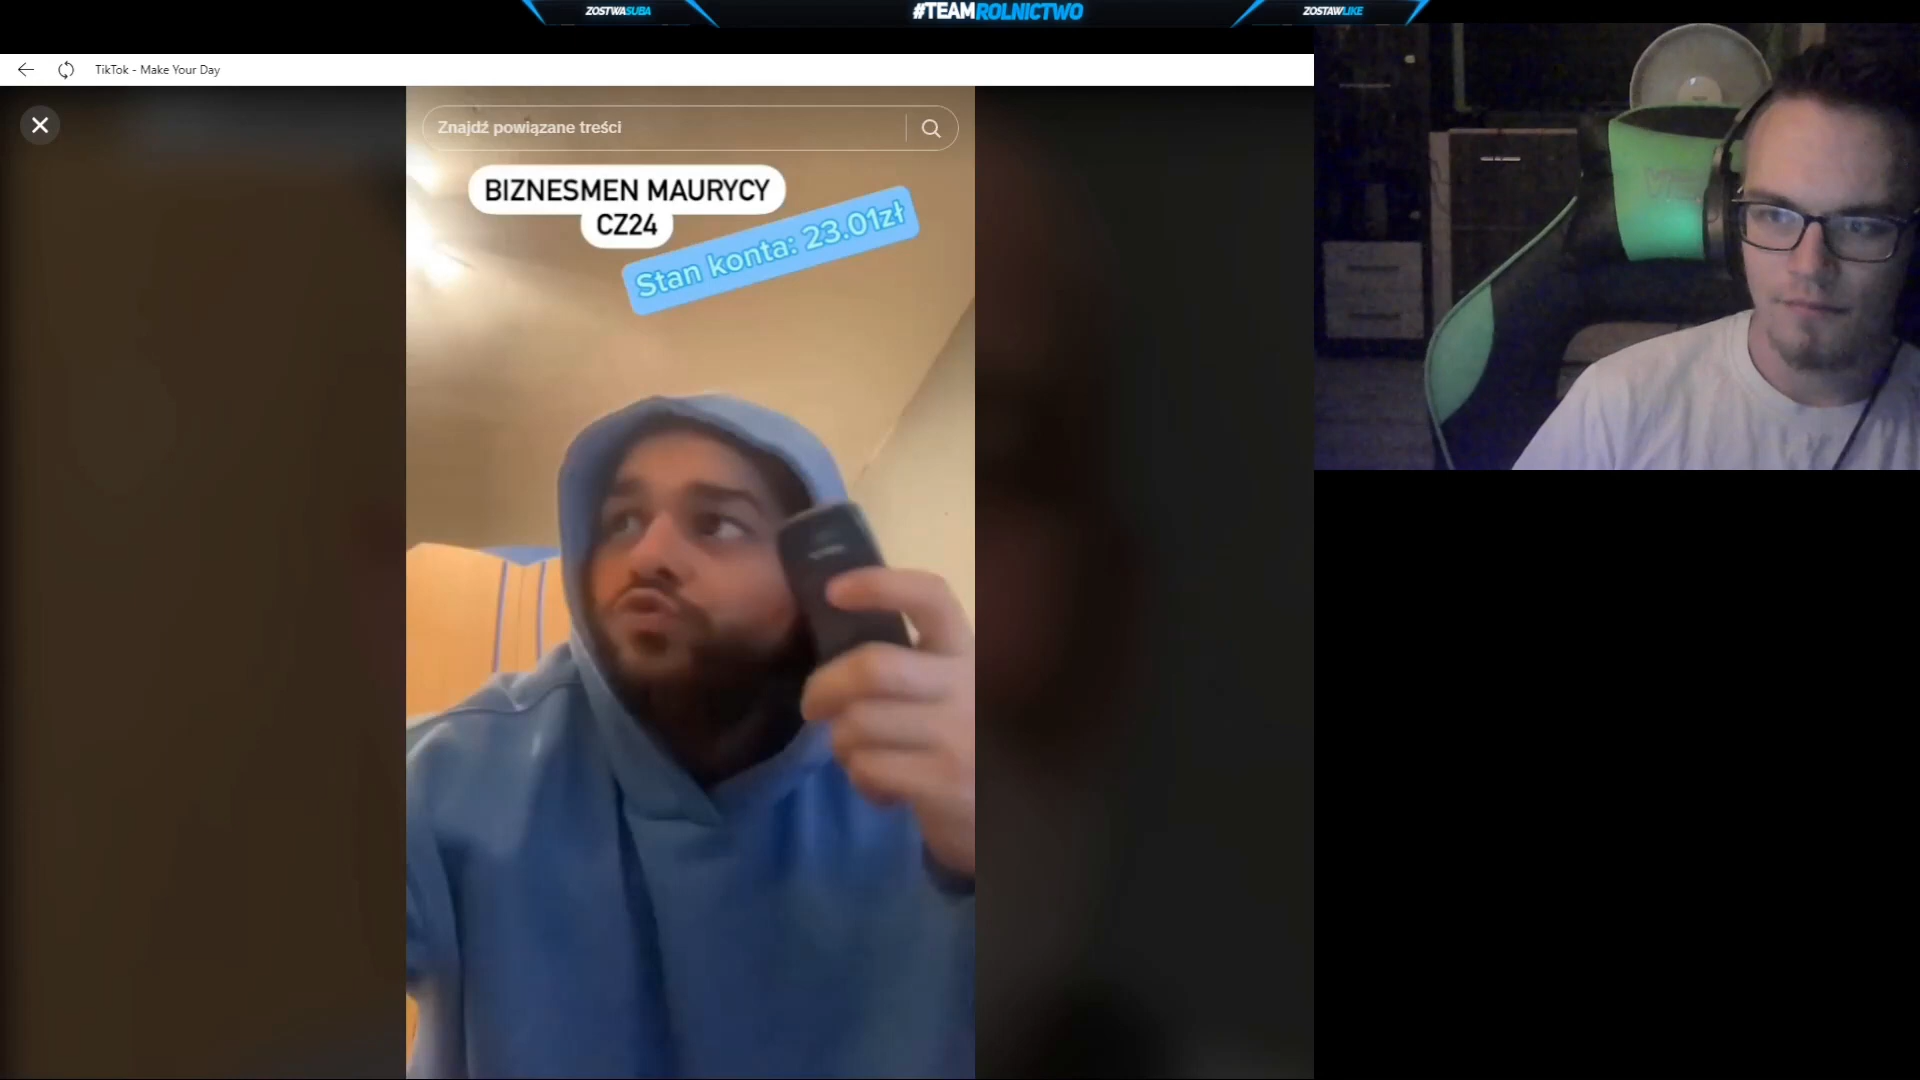 ZOSTWASUBA
#TEAMROLNICTWO
ZOSTAWLIKE
TikTok - Make Your Day
Znajdź powiązane treści
BIZNESMEN MAURYCY
CZ24
Stan konta: 23.01zł